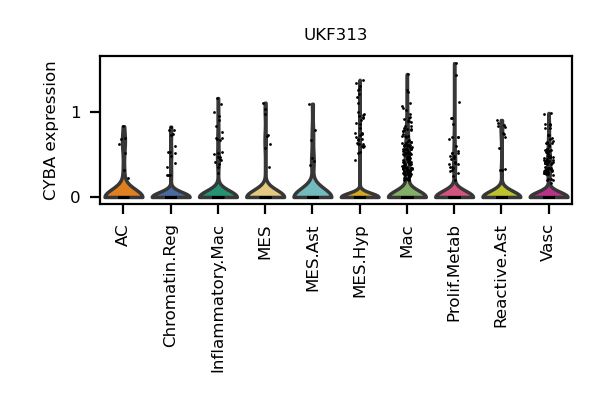 UKF313
CYBA expression
1
0
AC
Chromatin.Reg
Inflammatory.Mac
MES
MES.Ast
MES.Hyp
Mac
Prolif.Metab
Reactive.Ast
Vasc